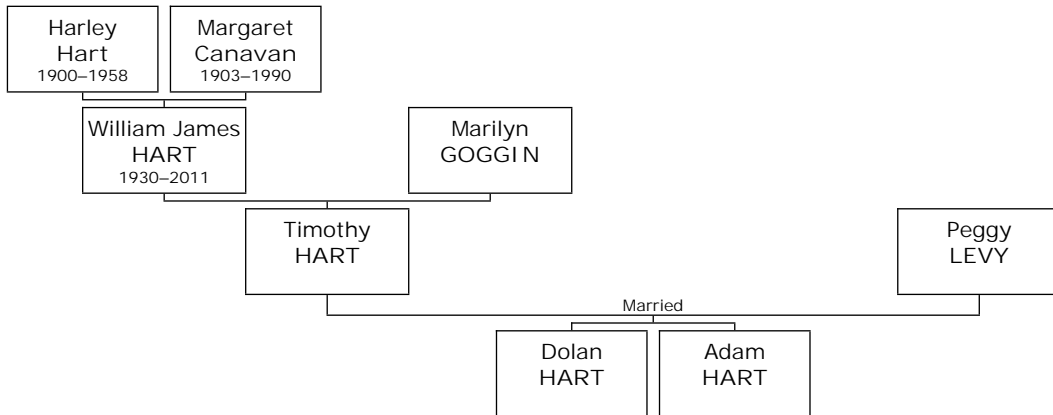 Harley
Hart
1900–1958
Margaret
Canavan
1903–1990
William James
HART
1930–2011
Marilyn
GOGGIN
Timothy
HART
Peggy
LEVY
Married
Dolan
HART
Adam
HART